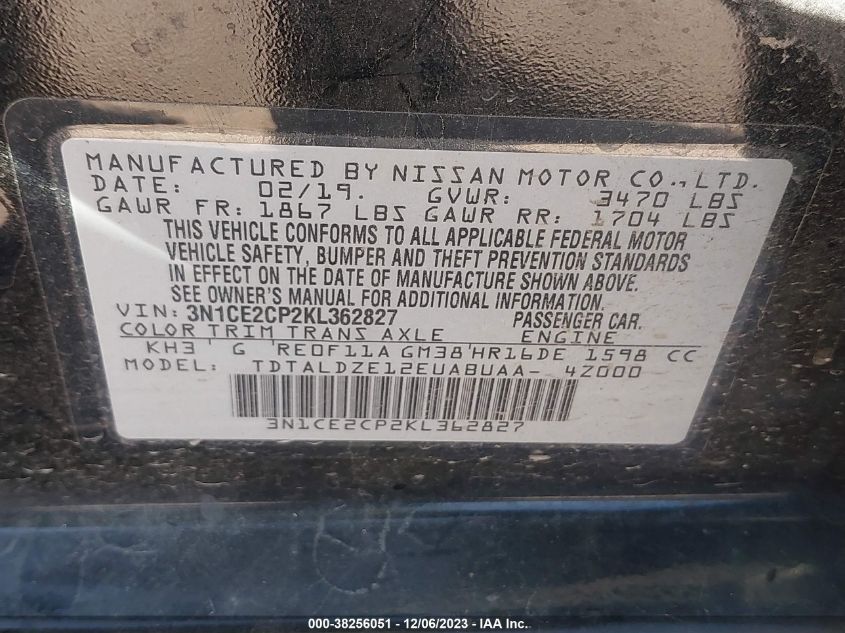 MANUFACTURED BY NISSAN MOTOR CO., LTD.
DATE: 02/19. GVWR: 3470 LBS
GAWR FR: 1867 LBS GAWR RR: 1704 LBS
THIS VEHICLE CONFORMS TO ALL APPLICABLE FEDERAL MOTOR
VEHICLE SAFETY, BUMPER AND THEFT PREVENTION STANDARDS
IN EFFECT ON THE DATE OF MANUFACTURE SHOWN ABOVE.
SEE OWNER'S MANUAL FOR ADDITIONAL INFORMATION.
VIN: 3N1CE2CP2KL362827 PASSENGER CAR.
COLOR TRIM TRANS AXLE ENGINE
KH3 ' G 'RE0F11A GM38'HR16DE 1598 CC
MODEL: TDTALDZE12EUABUAA- 4Z000
3N1CE2CP2KL362827
000-38256051 - 12/06/2023 - IAA Inc.